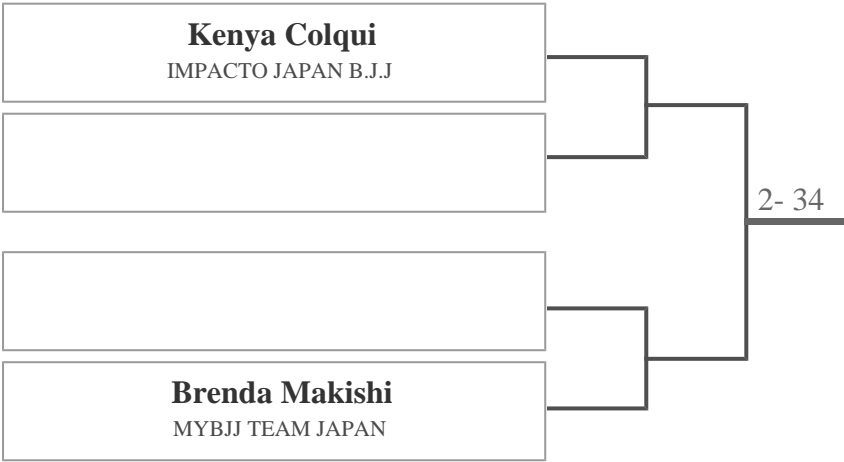 Kenya Colqui
IMPACTO JAPAN B.J.J
2- 34
Brenda Makishi
MYBJJ TEAM JAPAN